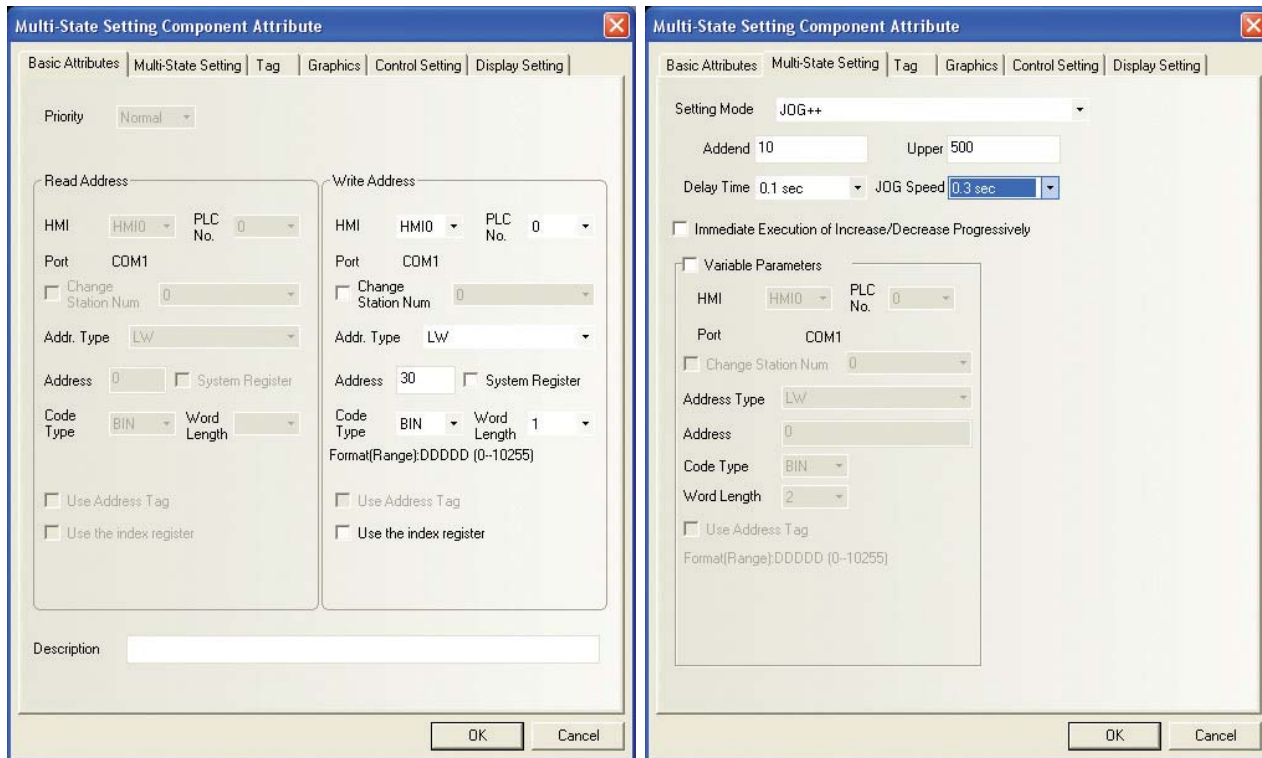 Multi-State Setting Component Attribute
Basic Attributes Multi-State Setting Tag Graphics Control Setting Display Setting
Priority Normal
Read Address
HMI HMI0 PLC No. 0
Port COM1
Change Station Num 0
Addr. Type LW
Address 0 System Register
Code Type BIN Word Length
Use Address Tag
Use the index register
Write Address
HMI HMI0 PLC No. 0
Port COM1
Change Station Num 0
Addr. Type LW
Address 30 System Register
Code Type BIN Word Length 1
Format(Range):DDDDD (0--10255)
Use Address Tag
Use the index register
Description
OK Cancel
Multi-State Setting Component Attribute
Basic Attributes Multi-State Setting Tag Graphics Control Setting Display Setting
Setting Mode JOG++
Addend 10 Upper 500
Delay Time 0.1 sec JOG Speed 0.3 sec
Immediate Execution of Increase/Decrease Progressively
Variable Parameters
HMI HMI0 PLC No. 0
Port COM1
Change Station Num 0
Address Type LW
Address 0
Code Type BIN
Word Length 2
Use Address Tag
Format(Range):DDDDD (0--10255)
OK Cancel